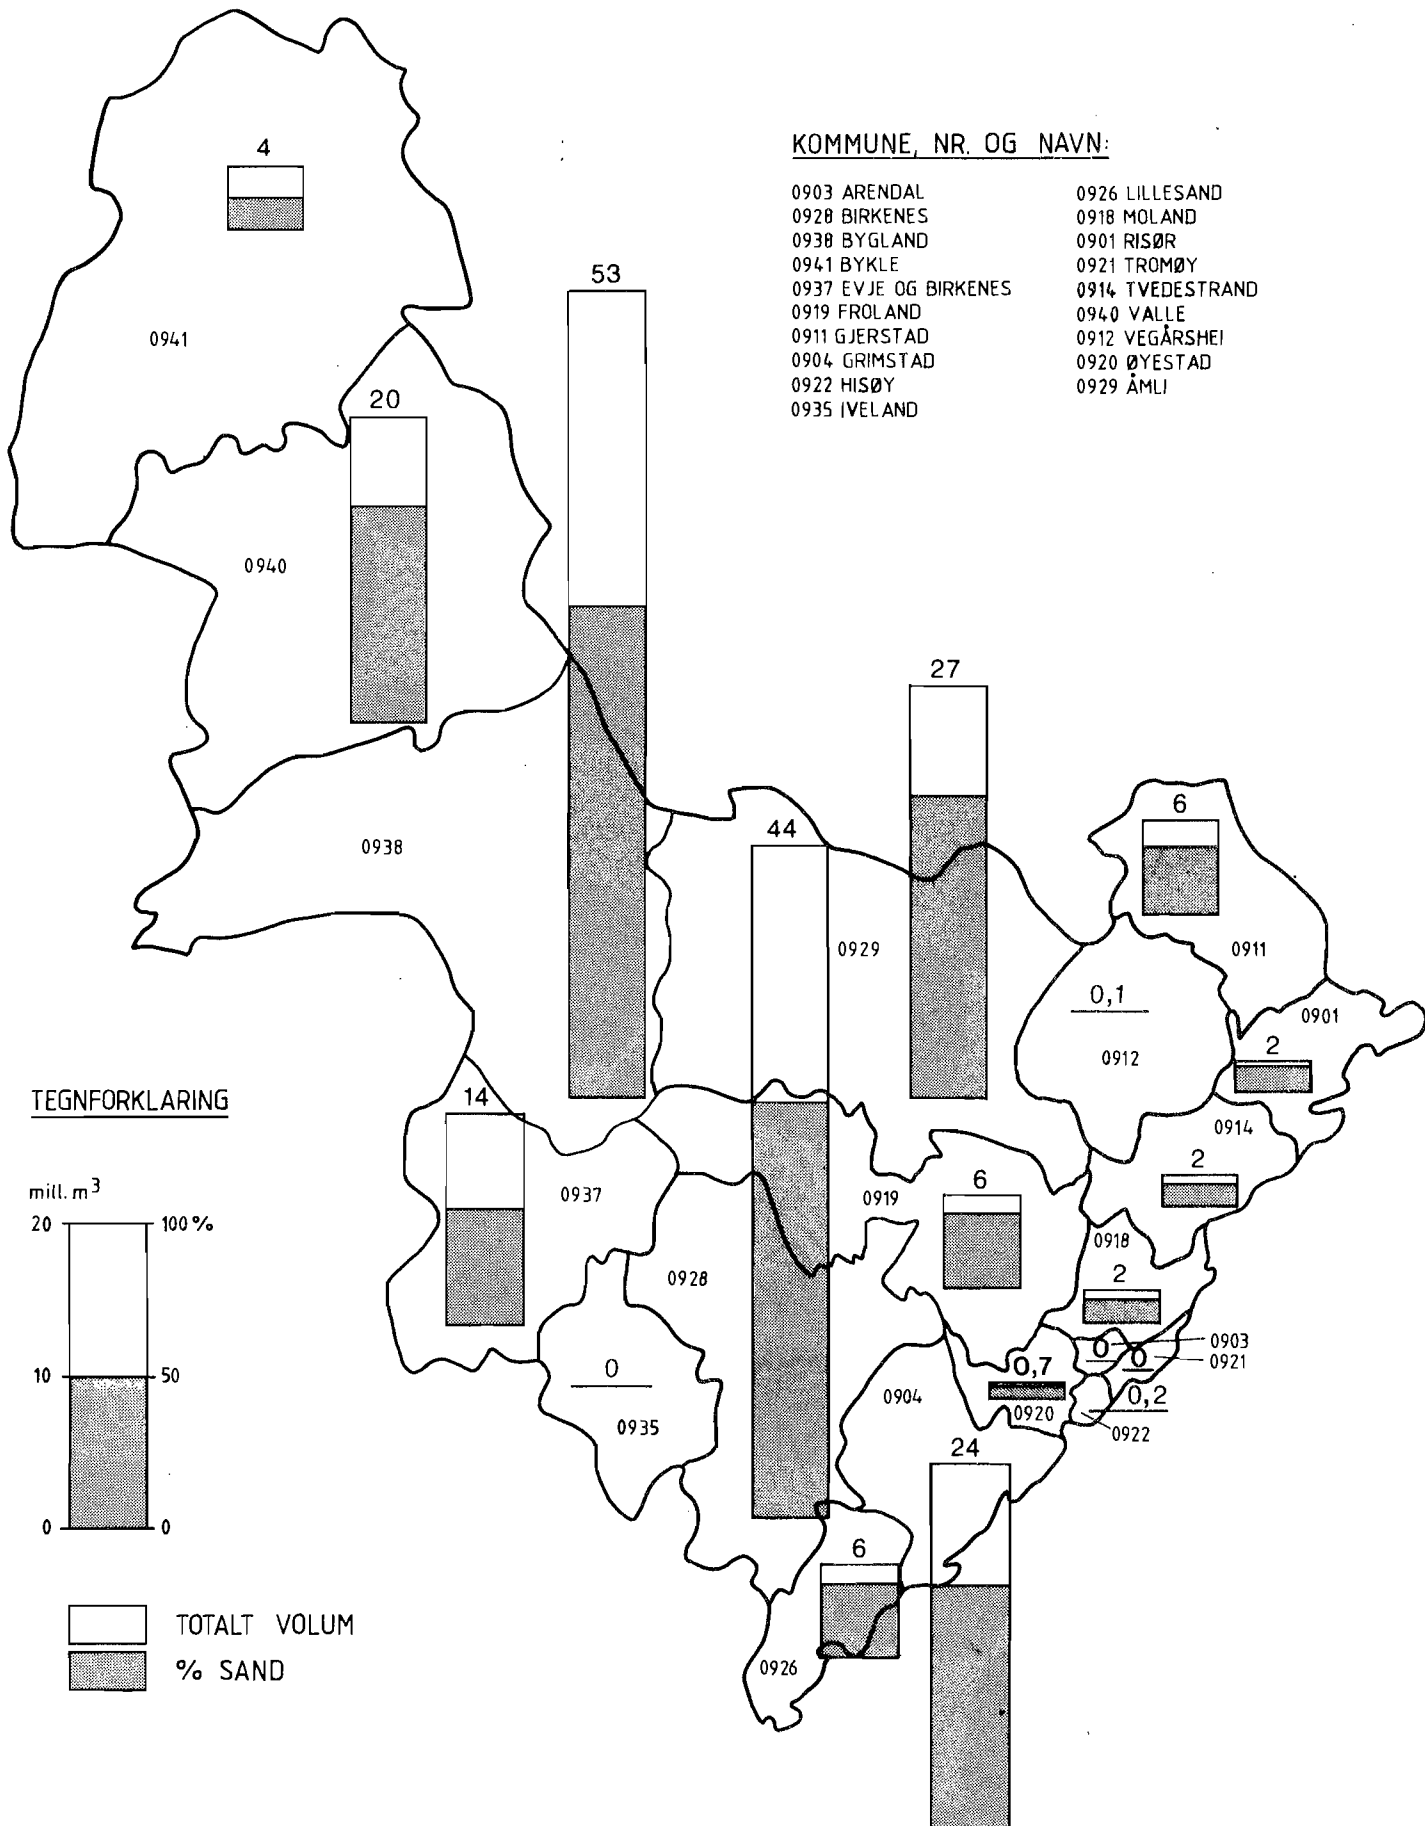 KOMMUNE, NR. OG NAVN:
0903 ARENDAL
0928 BIRKENES
0938 BYGLAND
0941 BYKLE
0937 EVJE OG BIRKENES
0919 FROLAND
0911 GJERSTAD
0904 GRIMSTAD
0922 HISØY
0935 IVELAND
0926 LILLESAND
0918 MOLAND
0901 RISØR
0921 TROMØY
0914 TVEDESTRAND
0940 VALLE
0912 VEGÅRSHEI
0920 ØYESTAD
0929 ÅMLI
4
0941
53
20
0940
27
6
44
0938
0929
0911
0,1
0901
0912
2
14
0914
2
0937
0919
6
0918
0928
2
0903
0
0
0921
0
0,7
0904
0,2
0920
0935
0922
24
6
0926
TEGNFORKLARING
mill. m³
20 100 %
10 50
0 0
TOTALT VOLUM
% SAND